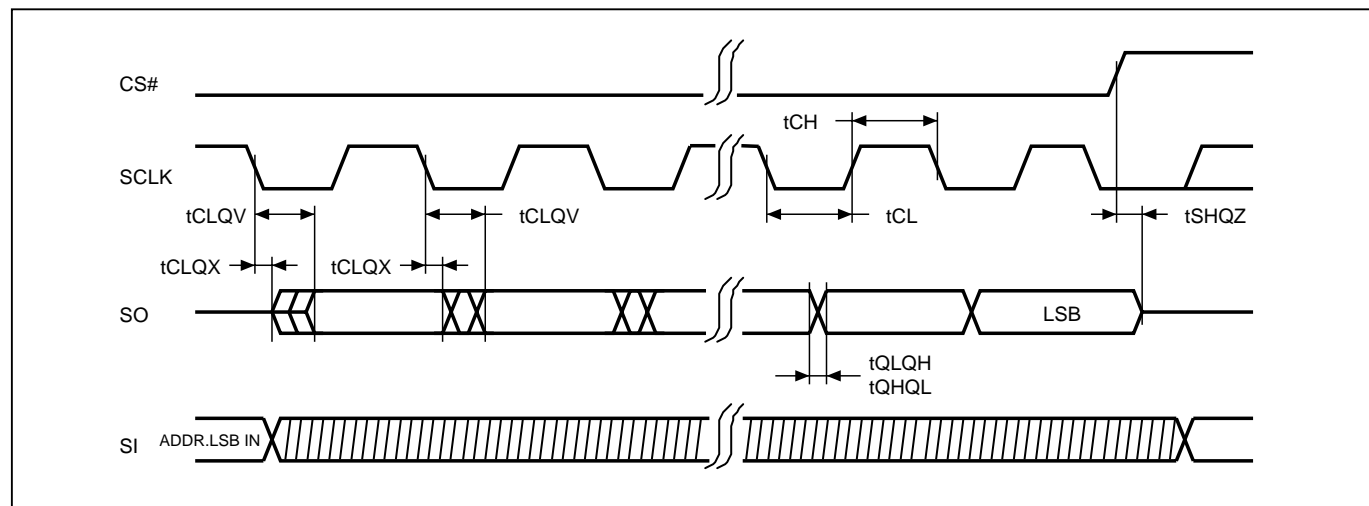 CS#
tCH
SCLK
tCLQV
tCLQV
tCL
tSHQZ
tCLQX
tCLQX
SO
LSB
tQLQH
tQHQL
SI
ADDR.LSB IN